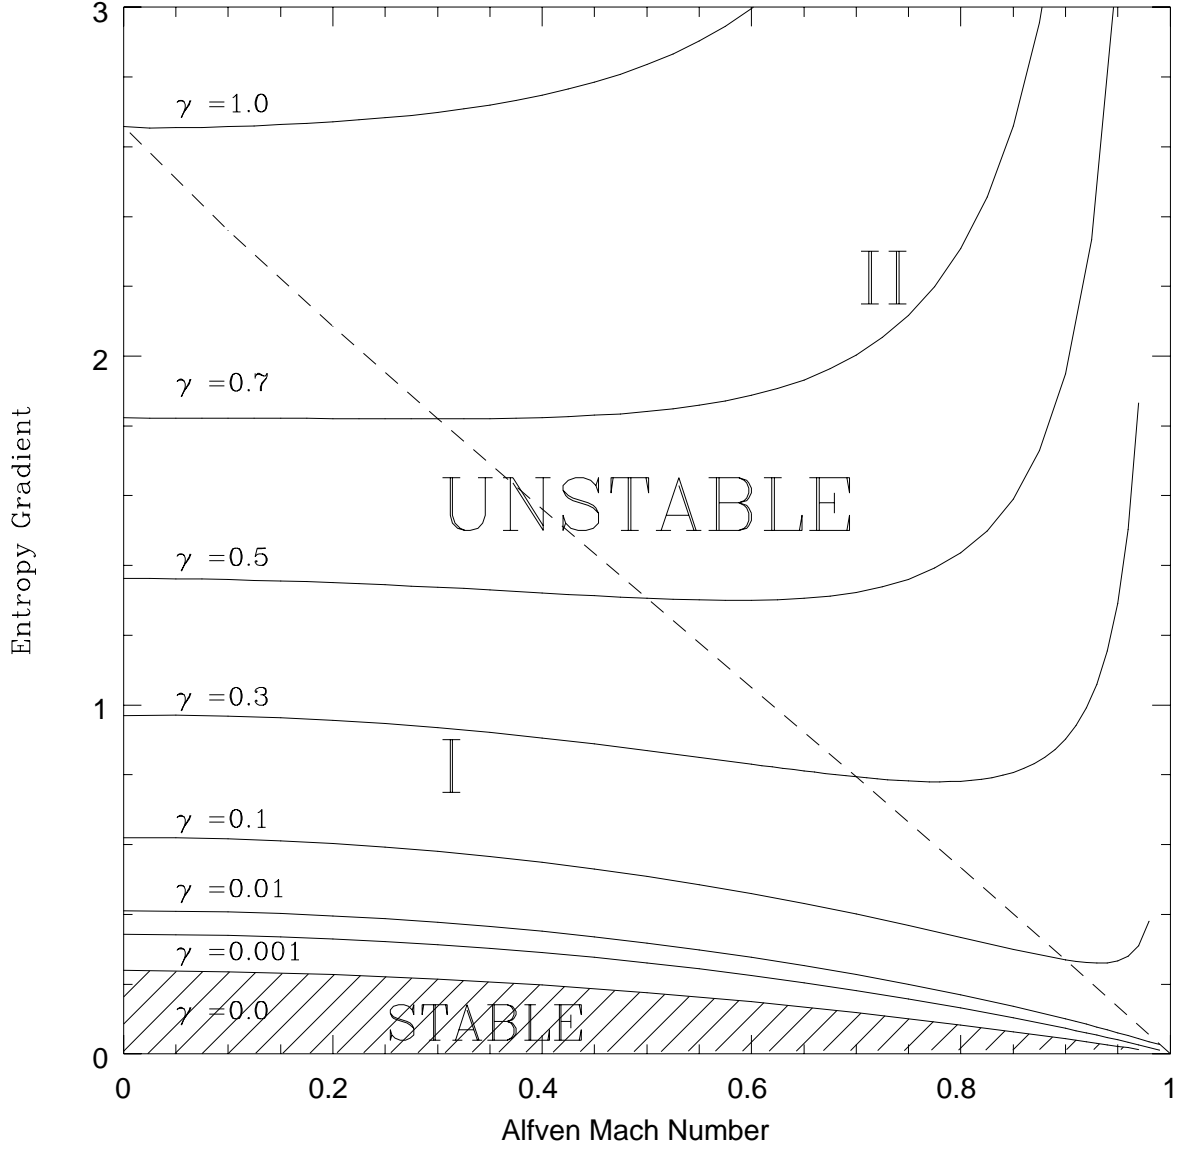 3
γ =1.0
II
2
γ =0.7
UNSTABLE
γ =0.5
Entropy Gradient
γ =0.3
1
I
γ =0.1
γ =0.01
γ =0.001
γ =0.0
STABLE
0
0 0.2 0.4 0.6 0.8 1
Alfven Mach Number